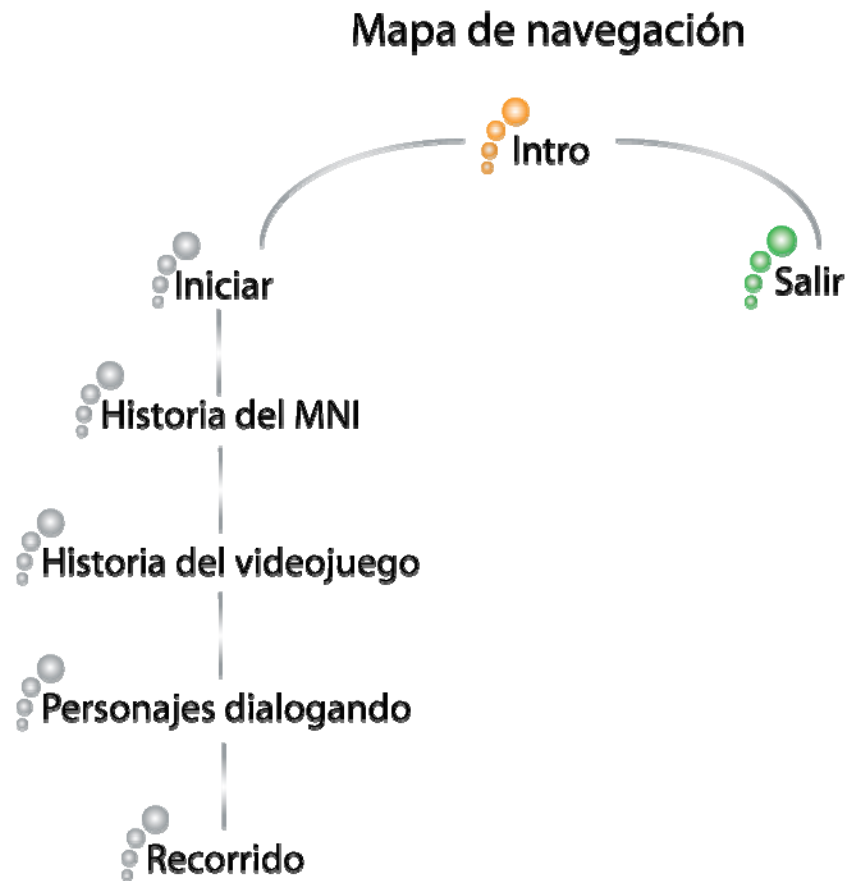 Mapa de navegación
Intro
Iniciar
Salir
Historia del MNI
Historia del videojuego
Personajes dialogando
Recorrido